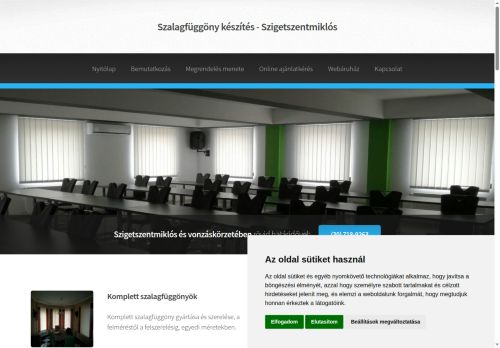 Szalagfüggöny készítés - Szigetszentmiklós
Nyitólap Bemutatkozás Megrendelés menete Online ajánlatkérés Webáruház Kapcsolat
Szigetszentmiklós és vonzáskörzetében rövid határidővel:
Az oldal sütiket használ
Az oldal sütiket és egyéb nyomkövető technológiákat alkalmaz, hogy javítsa a
böngészési élményét, azzal hogy személyre szabott tartalmakat és célzott
hirdetéseket jelenít meg, és elemzi a weboldalunk forgalmát, hogy megtudjuk
honnan érkeztek a látogatóink.
Elfogadom Elutasítom Beállítások megváltoztatása
Komplett szalagfüggönyök
Komplett szalagfüggöny gyártása és szerelése, a
felméréstől a felszerelésig, egyedi méretekben.